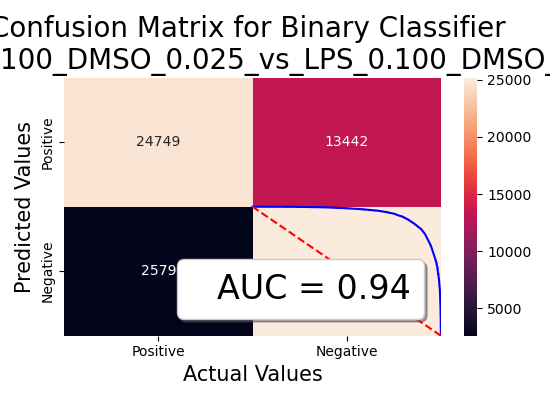 Confusion Matrix for Binary Classifier
100_DMSO_0.025_vs_LPS_0.100_DMSO_
24749
13442
2579
AUC = 0.94
Predicted Values
Positive
Negative
Positive
Negative
Actual Values
25000
20000
15000
10000
5000